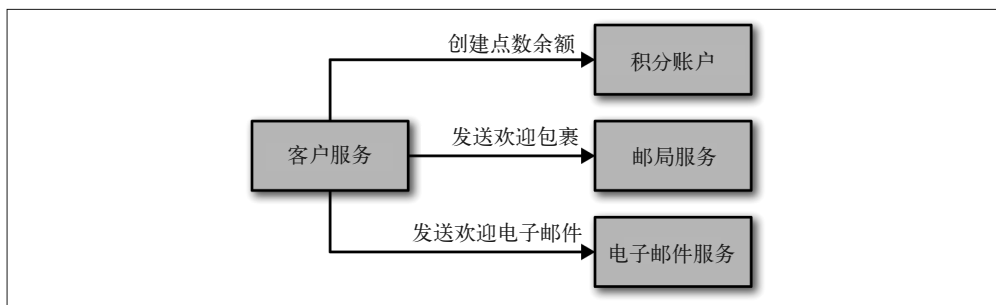 创建点数余额
积分账户
客户服务
发送欢迎包裹
邮局服务
发送欢迎电子邮件
电子邮件服务